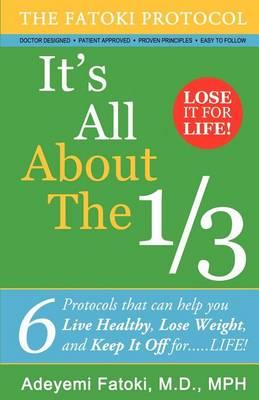 THE FATOKI PROTOCOL
DOCTOR DESIGNED • PATIENT APPROVED • PROVEN PRINCIPLES • EASY TO FOLLOW
It's
All
About
The 1/3
LOSE
IT FOR
LIFE!
6 Protocols that can help you
Live Healthy, Lose Weight,
and Keep It Off for.....LIFE!
Adeyemi Fatoki, M.D., MPH